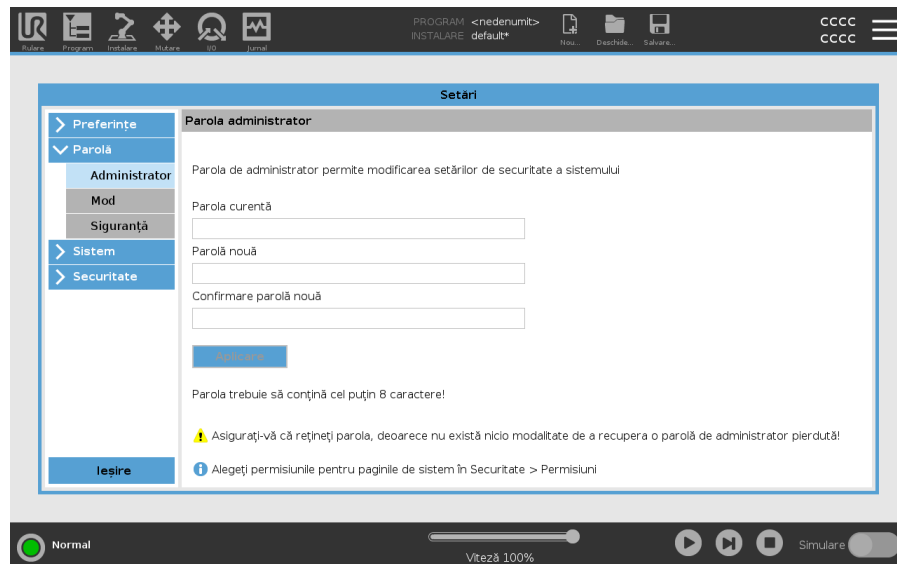 PROGRAM <nedenumit>
INSTALARE default*
CCCC
CCCC
Rulare Program Instalare Mutare I/O Jurnal Nou... Deschide... Salvare...
Setări
Preferințe
Parolă
Administrator
Mod
Siguranță
Sistem
Securitate
Ieșire
Parola administrator
Parola de administrator permite modificarea setărilor de securitate a sistemului
Parola curentă
Parolă nouă
Confirmare parolă nouă
Aplicare
Parola trebuie să conțină cel puțin 8 caractere!
Asigurați-vă că rețineți parola, deoarece nu există nicio modalitate de a recupera o parolă de administrator pierdută!
Alegeți permisiunile pentru paginile de sistem în Securitate > Permisiuni
Normal
Viteză 100%
Simulare